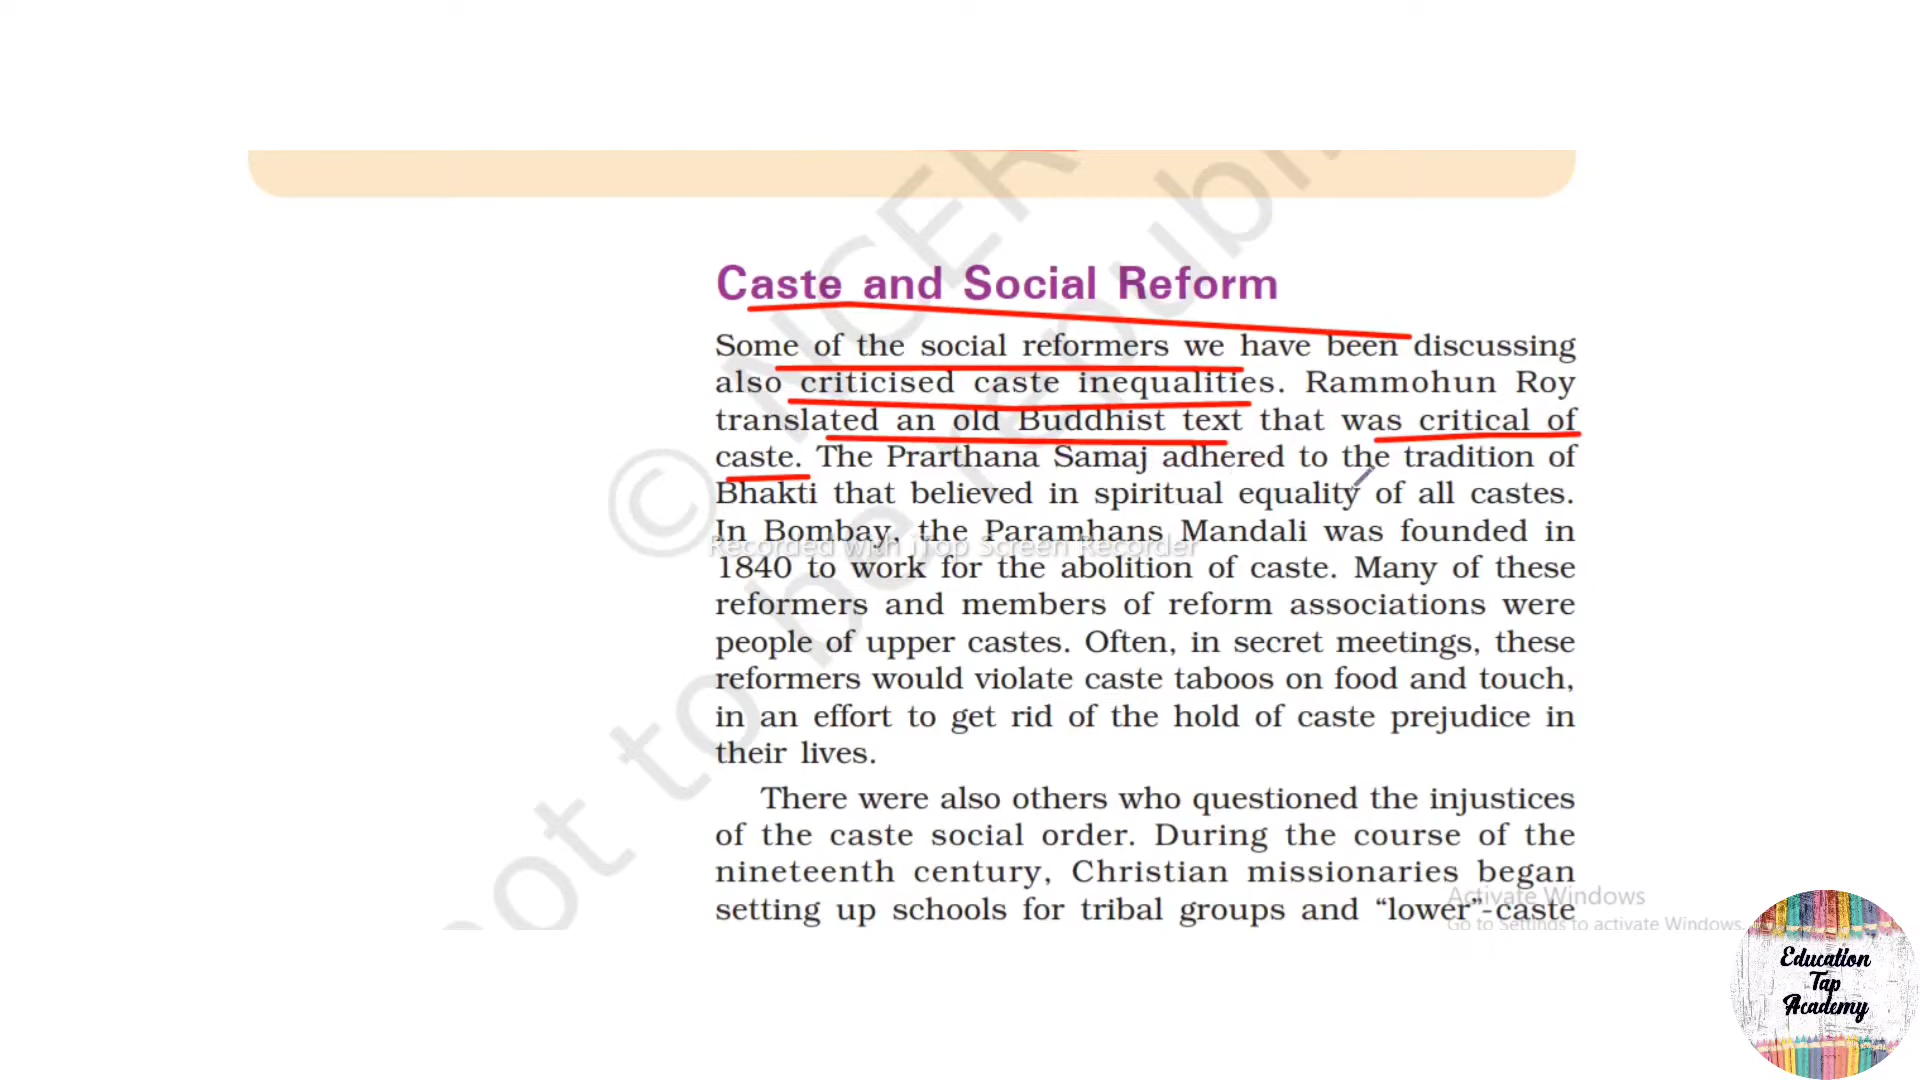 Caste and Social Reform
Some of the social reformers we have been discussing
also criticised caste inequalities. Rammohun Roy
translated an old Buddhist text that was critical of
caste. The Prarthana Samaj adhered to the tradition of
Bhakti that believed in spiritual equality of all castes.
In Bombay, the Paramhans Mandali was founded in
Recorded with iTop Screen Recorder
1840 to work for the abolition of caste. Many of these
reformers and members of reform associations were
people of upper castes. Often, in secret meetings, these
reformers would violate caste taboos on food and touch,
in an effort to get rid of the hold of caste prejudice in
their lives.
There were also others who questioned the injustices
of the caste social order. During the course of the
nineteenth century, Christian missionaries began
setting up schools for tribal groups and “lower”-caste
Activate Windows
Go to Settings to activate Windows.
Education
Tap
Academy
© NCER
not to be republi